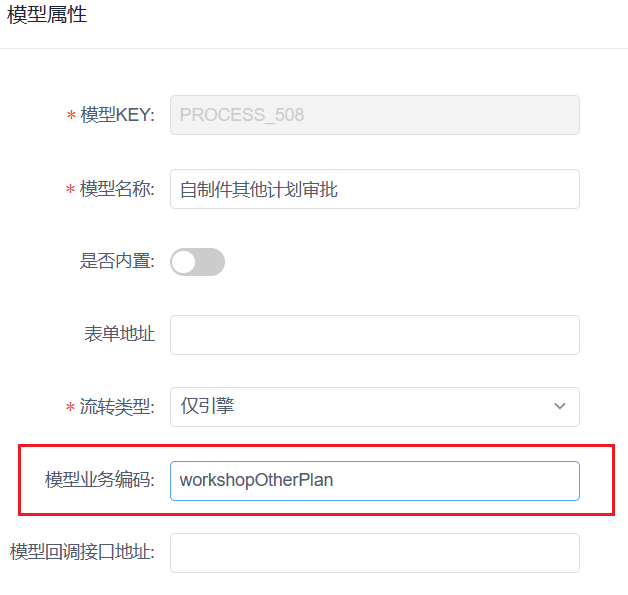 模型属性
* 模型KEY: PROCESS_508
* 模型名称: 自制件其他计划审批
是否内置:
表单地址
* 流转类型: 仅引擎
模型业务编码: workshopOtherPlan
模型回调接口地址: